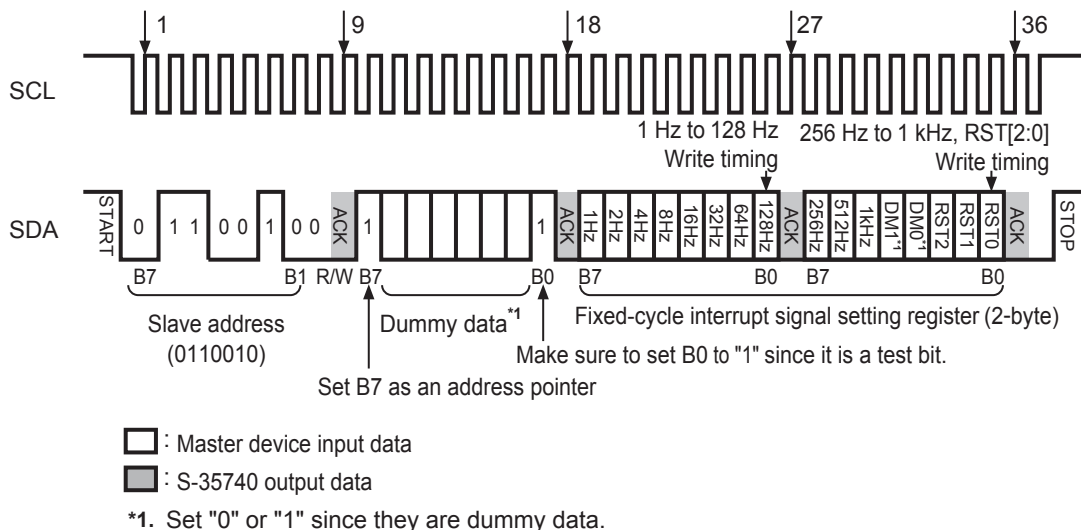 1 9 18 27 36
SCL
1 Hz to 128 Hz 256 Hz to 1 kHz, RST[2:0]
Write timing Write timing
SDA START 0 1 1 0 0 1 0 0 ACK 1 1 ACK 1Hz 2Hz 4Hz 8Hz 16Hz 32Hz 64Hz 128Hz ACK 256Hz 512Hz 1kHz DM1*1 DM0*1 RST2 RST1 RST0 ACK STOP
B7 B1 R/W B7 B0 B7 B0 B7 B0
Slave address Dummy data*1 Fixed-cycle interrupt signal setting register (2-byte)
(0110010) Make sure to set B0 to "1" since it is a test bit.
Set B7 as an address pointer
: Master device input data
: S-35740 output data
*1. Set "0" or "1" since they are dummy data.